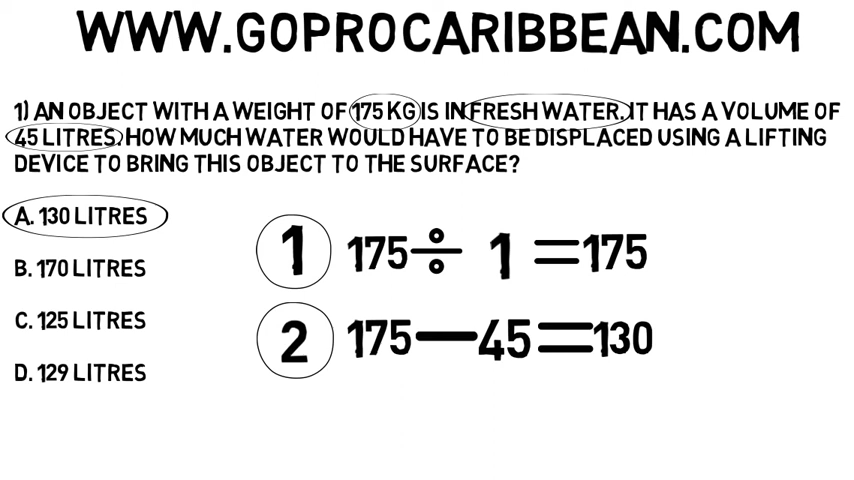 WWW.GOPROCARIBBEAN.COM
1) AN OBJECT WITH A WEIGHT OF 175 KG IS IN FRESH WATER. IT HAS A VOLUME OF
45 LITRES. HOW MUCH WATER WOULD HAVE TO BE DISPLACED USING A LIFTING
DEVICE TO BRING THIS OBJECT TO THE SURFACE?
A. 130 LITRES
B. 170 LITRES
C. 125 LITRES
D. 129 LITRES
1 175 ÷ 1 = 175
2 175 — 45 = 130